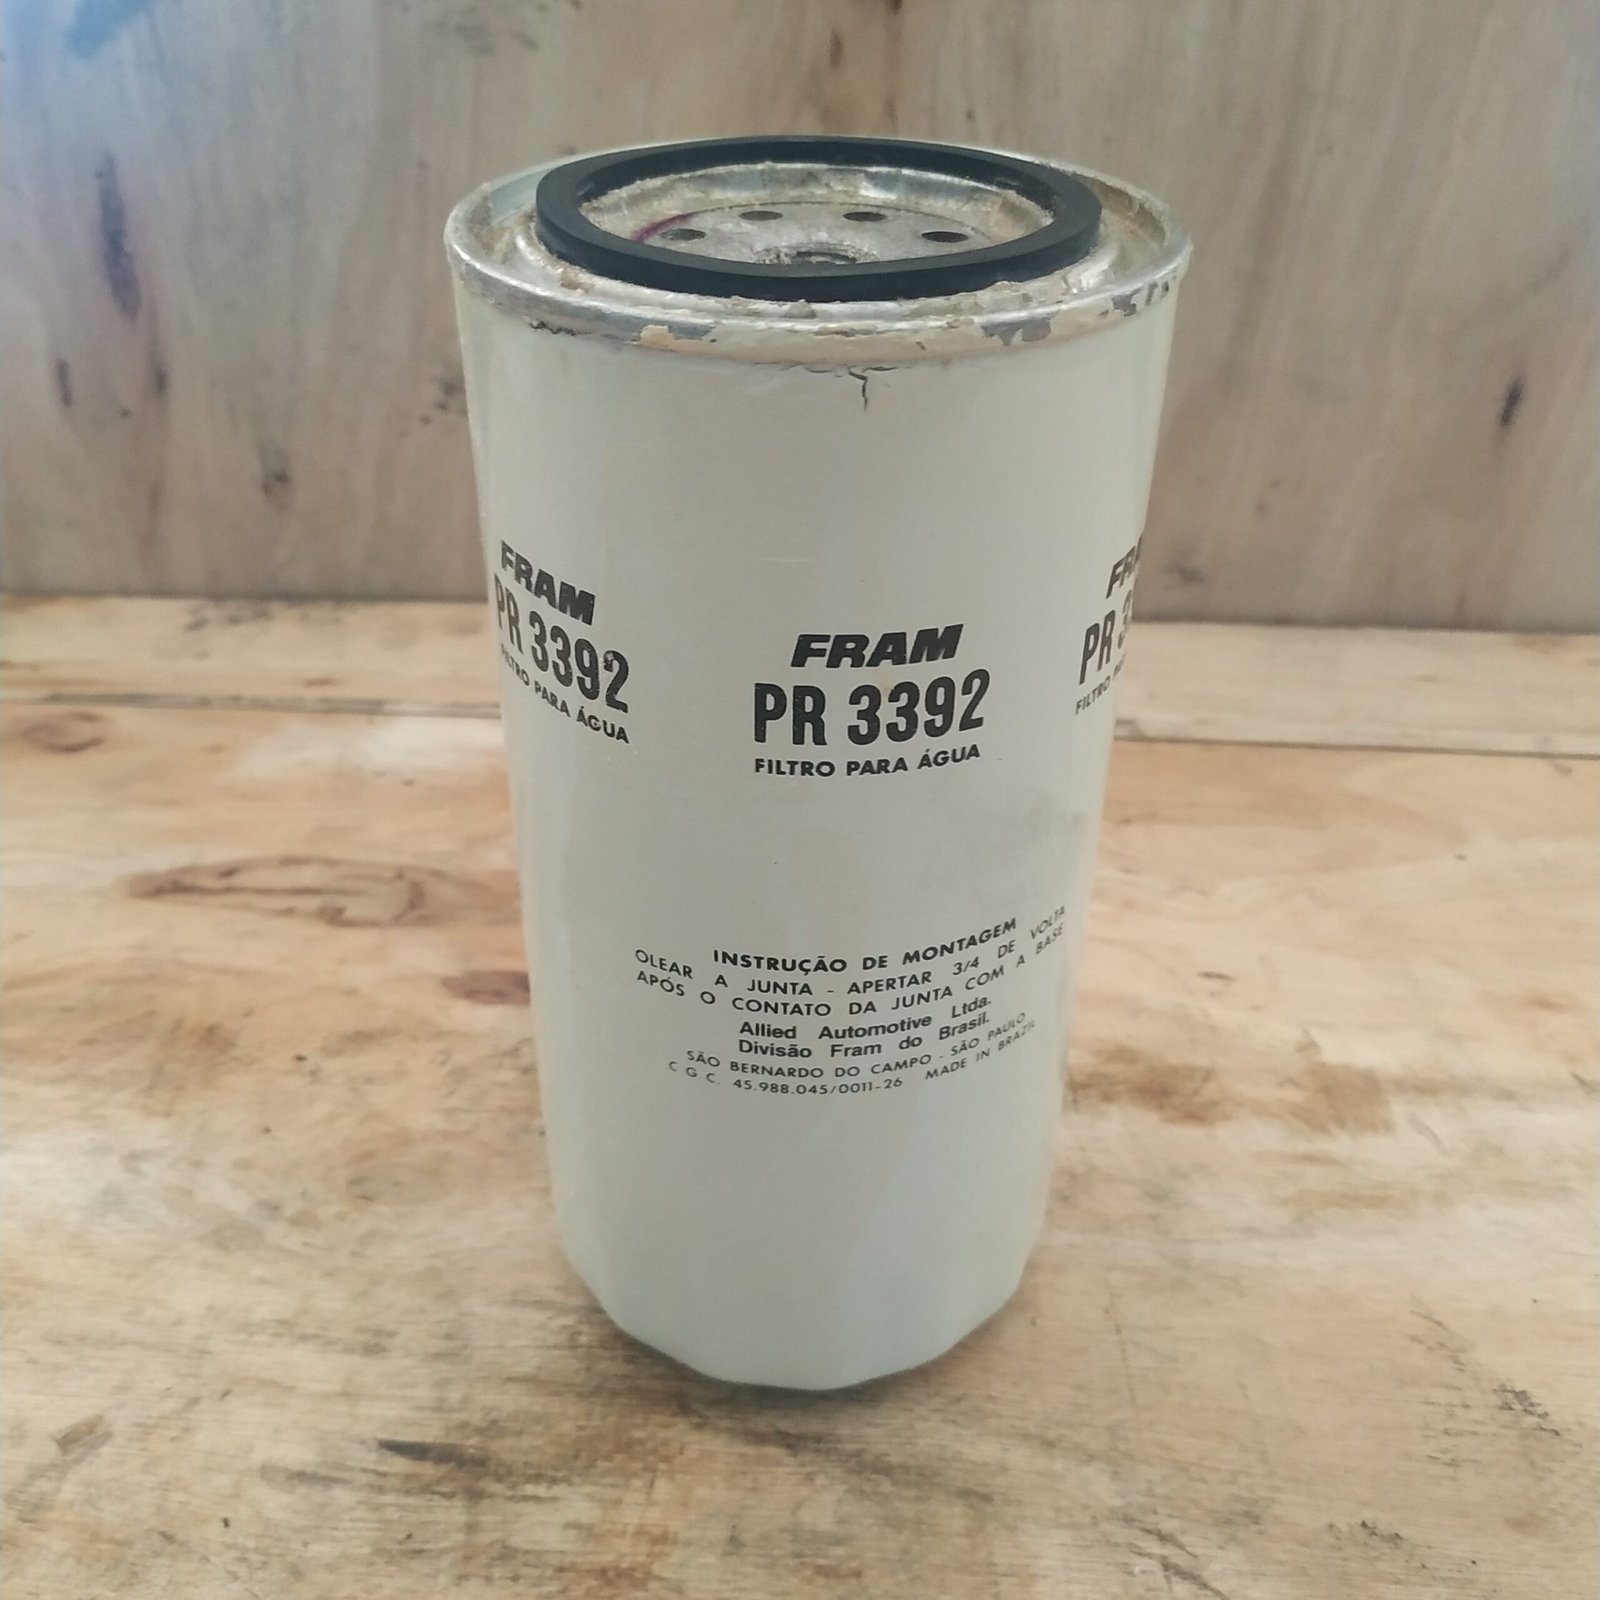 FRAM
PR 3392
FILTRO PARA ÁGUA
FRAM
PR 3392
FILTRO PARA ÁGUA
PR
FILTRO
INSTRUÇÃO DE MONTAGEM
OLEAR A JUNTA - APERTAR 3/4 DE VOLTA
APÓS O CONTATO DA JUNTA COM A BASE
Allied Automotive Ltda.
Divisão Fram do Brasil.
SÃO BERNARDO DO CAMPO - SÃO PAULO
C.G.C. 45.988.045/0011-26 MADE IN BRAZIL